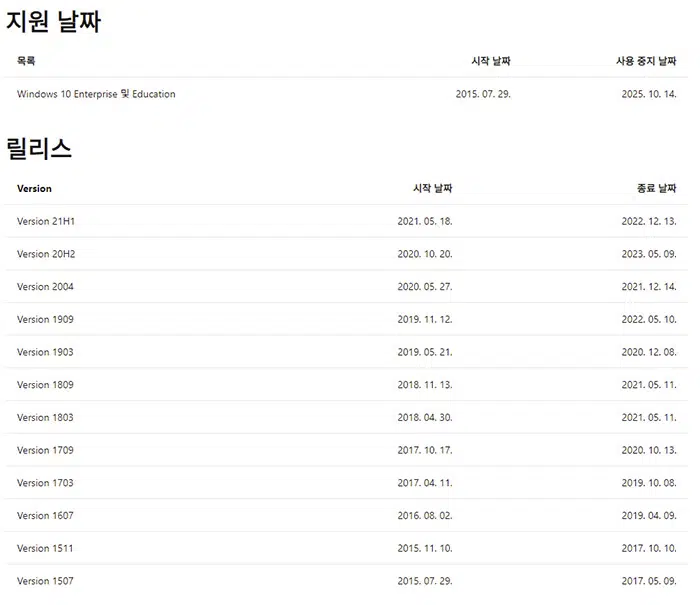 지원 날짜
목록 시작 날짜 사용 중지 날짜
Windows 10 Enterprise 및 Education 2015. 07. 29. 2025. 10. 14.
릴리스
Version 시작 날짜 종료 날짜
Version 21H1 2021. 05. 18. 2022. 12. 13.
Version 20H2 2020. 10. 20. 2023. 05. 09.
Version 2004 2020. 05. 27. 2021. 12. 14.
Version 1909 2019. 11. 12. 2022. 05. 10.
Version 1903 2019. 05. 21. 2020. 12. 08.
Version 1809 2018. 11. 13. 2021. 05. 11.
Version 1803 2018. 04. 30. 2021. 05. 11.
Version 1709 2017. 10. 17. 2020. 10. 13.
Version 1703 2017. 04. 11. 2019. 10. 08.
Version 1607 2016. 08. 02. 2019. 04. 09.
Version 1511 2015. 11. 10. 2017. 10. 10.
Version 1507 2015. 07. 29. 2017. 05. 09.